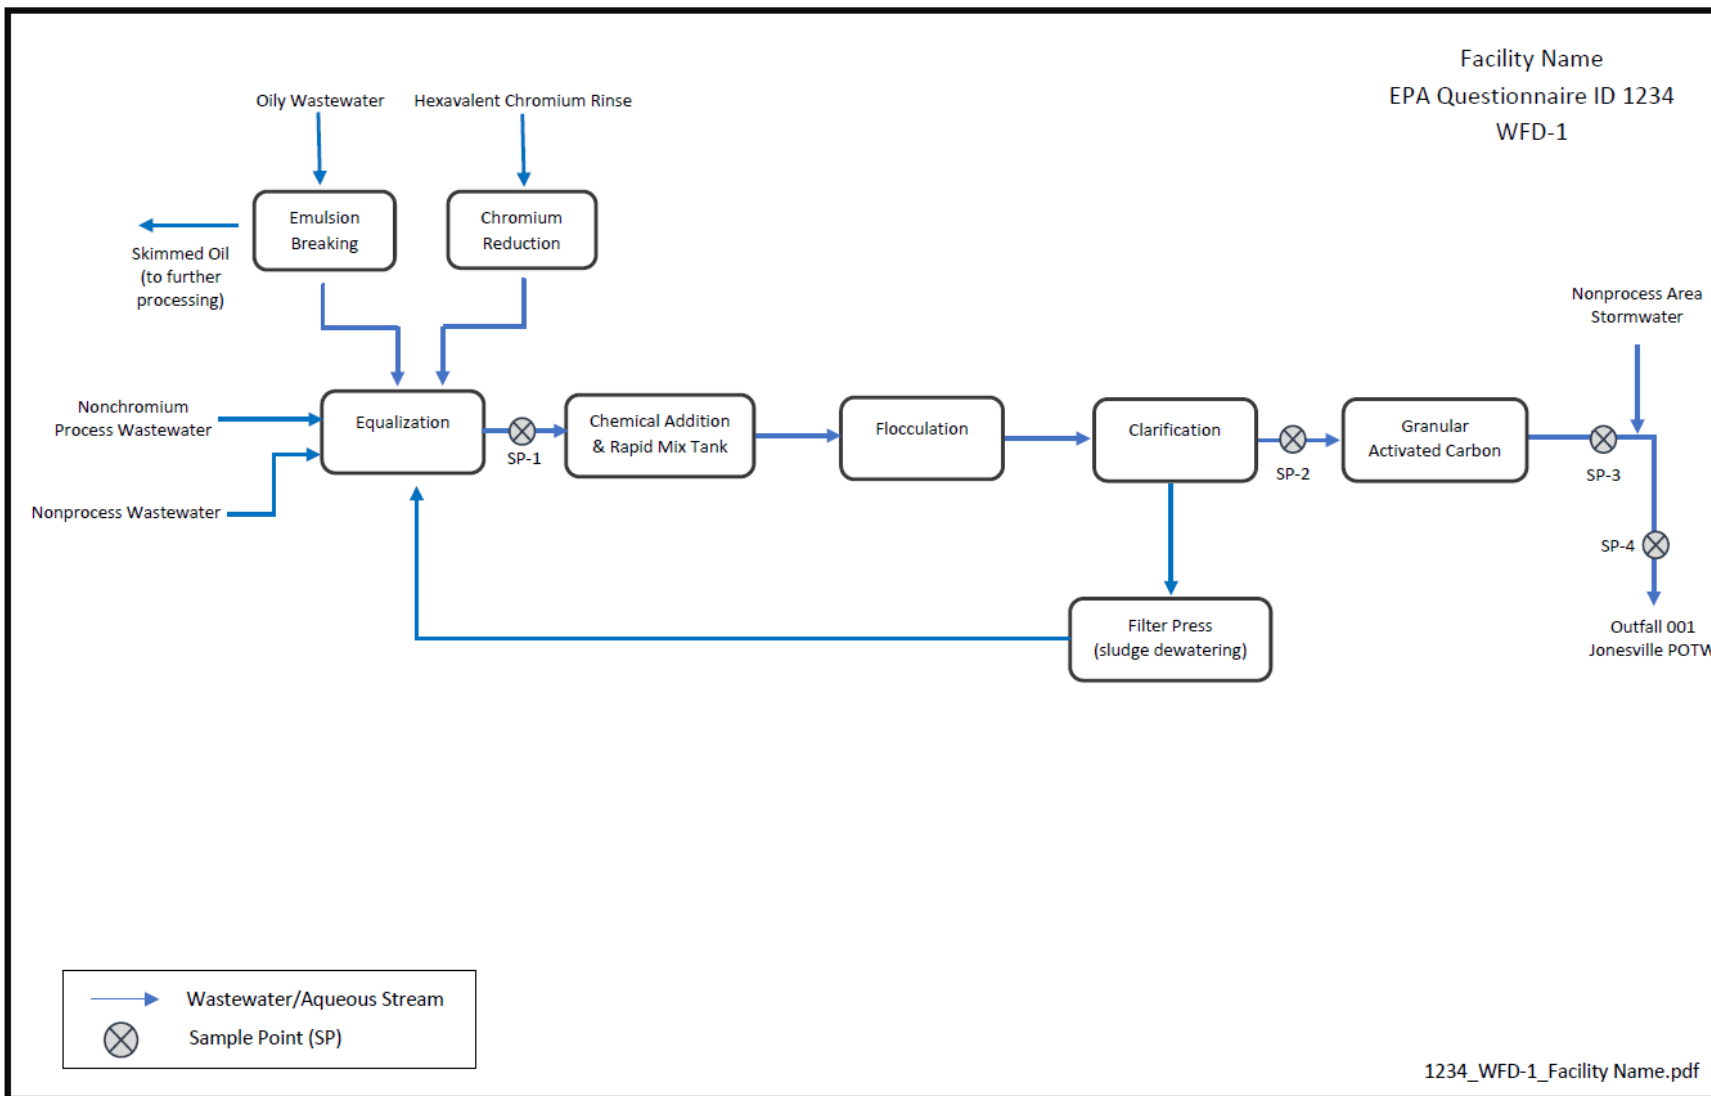 Facility Name
EPA Questionnaire ID 1234
WFD-1
Oily Wastewater
Hexavalent Chromium Rinse
Emulsion
Breaking
Chromium
Reduction
Skimmed Oil
(to further
processing)
Nonprocess Area
Stormwater
Nonchromium
Process Wastewater
Nonprocess Wastewater
Equalization
SP-1
Chemical Addition
& Rapid Mix Tank
Flocculation
Clarification
SP-2
Granular
Activated Carbon
SP-3
SP-4
Filter Press
(sludge dewatering)
Outfall 001
Jonesville POTW
Wastewater/Aqueous Stream
Sample Point (SP)
1234_WFD-1_Facility Name.pdf